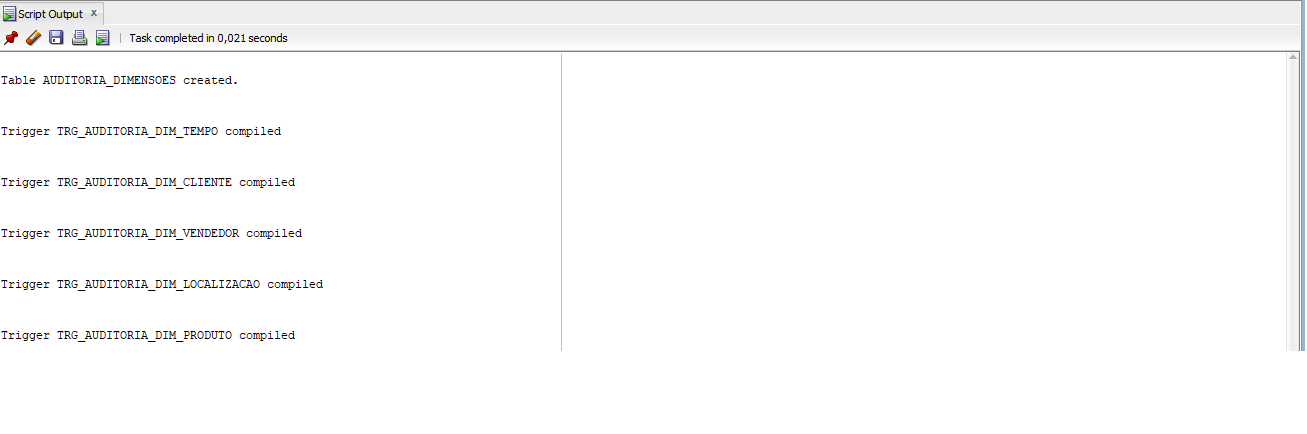 Script Output x
Task completed in 0,021 seconds
Table AUDITORIA_DIMENSOES created.
Trigger TRG_AUDITORIA_DIM_TEMPO compiled
Trigger TRG_AUDITORIA_DIM_CLIENTE compiled
Trigger TRG_AUDITORIA_DIM_VENDEDOR compiled
Trigger TRG_AUDITORIA_DIM_LOCALIZACAO compiled
Trigger TRG_AUDITORIA_DIM_PRODUTO compiled